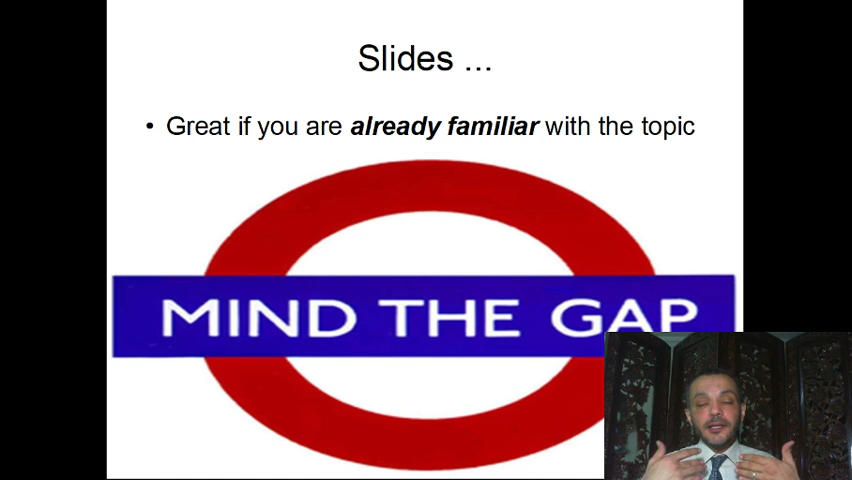 Slides ...
• Great if you are already familiar with the topic
MIND THE GAP